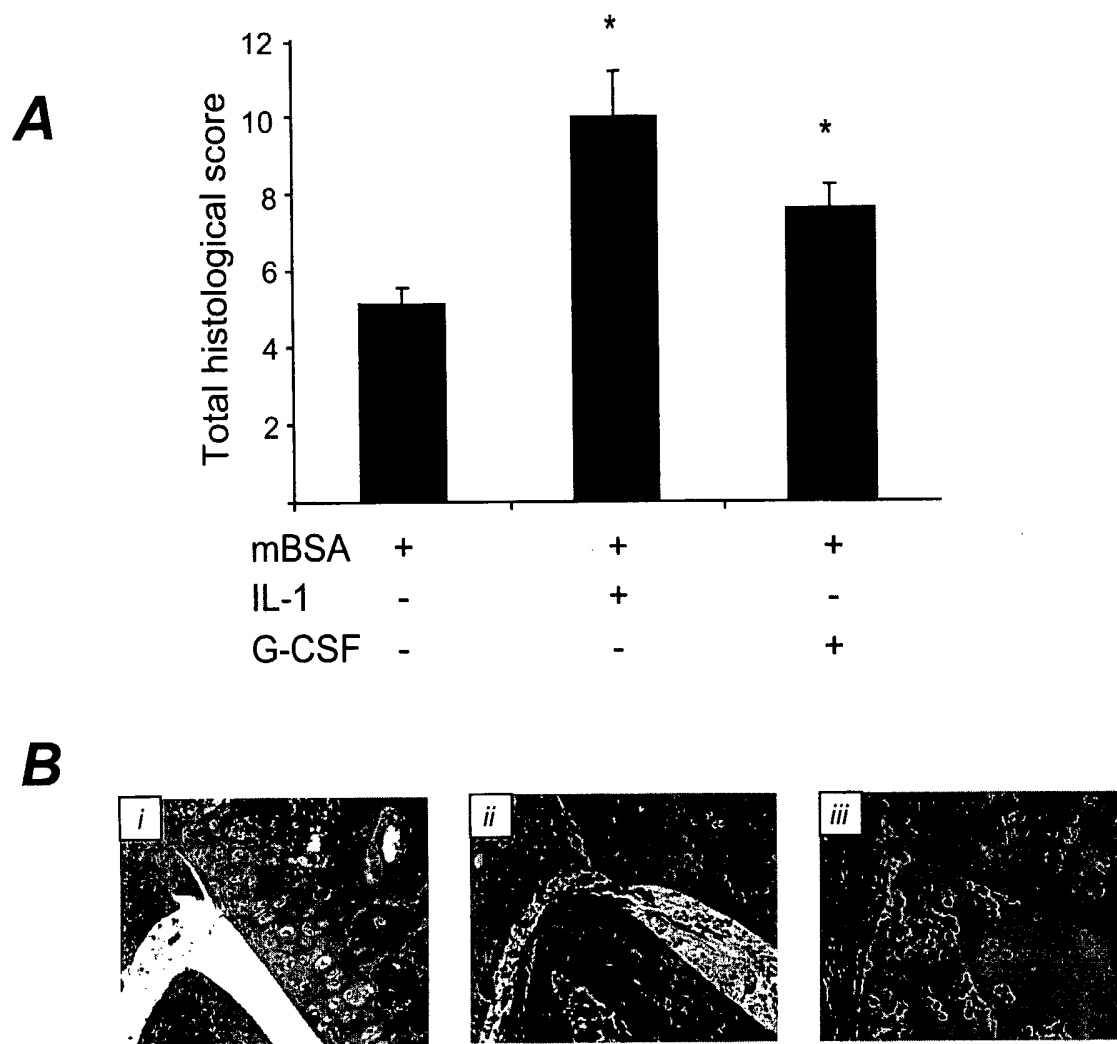 A
Total histological score
12
10
8
6
4
2
*
*
mBSA + + +
IL-1 - + -
G-CSF - - +
B
i
ii
iii